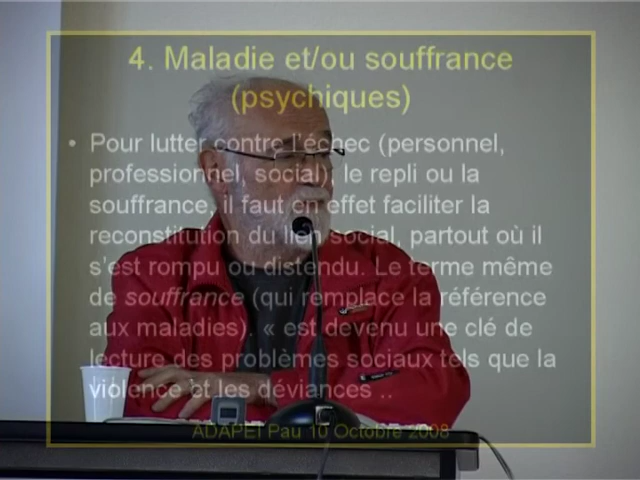 4. Maladie et/ou souffrance
(psychiques)
• Pour lutter contre l'échec (personnel,
professionnel, social), le repli ou la
souffrance, il faut en effet faciliter la
reconstitution du lien social, partout où il
s'est rompu ou distendu. Le terme même
de souffrance (qui remplace la référence
aux maladies), « est devenu une clé de
lecture des problèmes sociaux tels que la
violence et les déviances ..
ADAPEI Pau 10 Octobre 2008